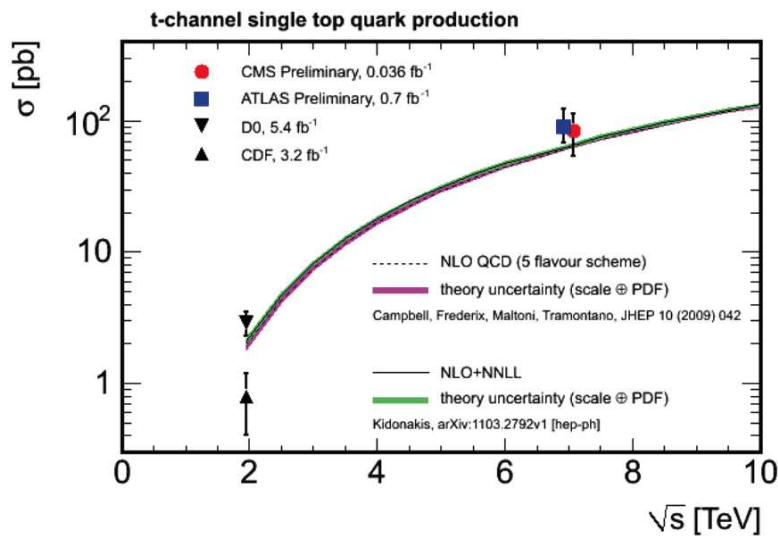 t-channel single top quark production
σ [pb]
CMS Preliminary, 0.036 fb⁻¹
ATLAS Preliminary, 0.7 fb⁻¹
D0, 5.4 fb⁻¹
CDF, 3.2 fb⁻¹
10²
10
1
NLO QCD (5 flavour scheme)
theory uncertainty (scale ⊕ PDF)
Campbell, Frederix, Maltoni, Tramontano, JHEP 10 (2009) 042
NLO+NNLL
theory uncertainty (scale ⊕ PDF)
Kidonakis, arXiv:1103.2792v1 [hep-ph]
0 2 4 6 8 10
√s [TeV]